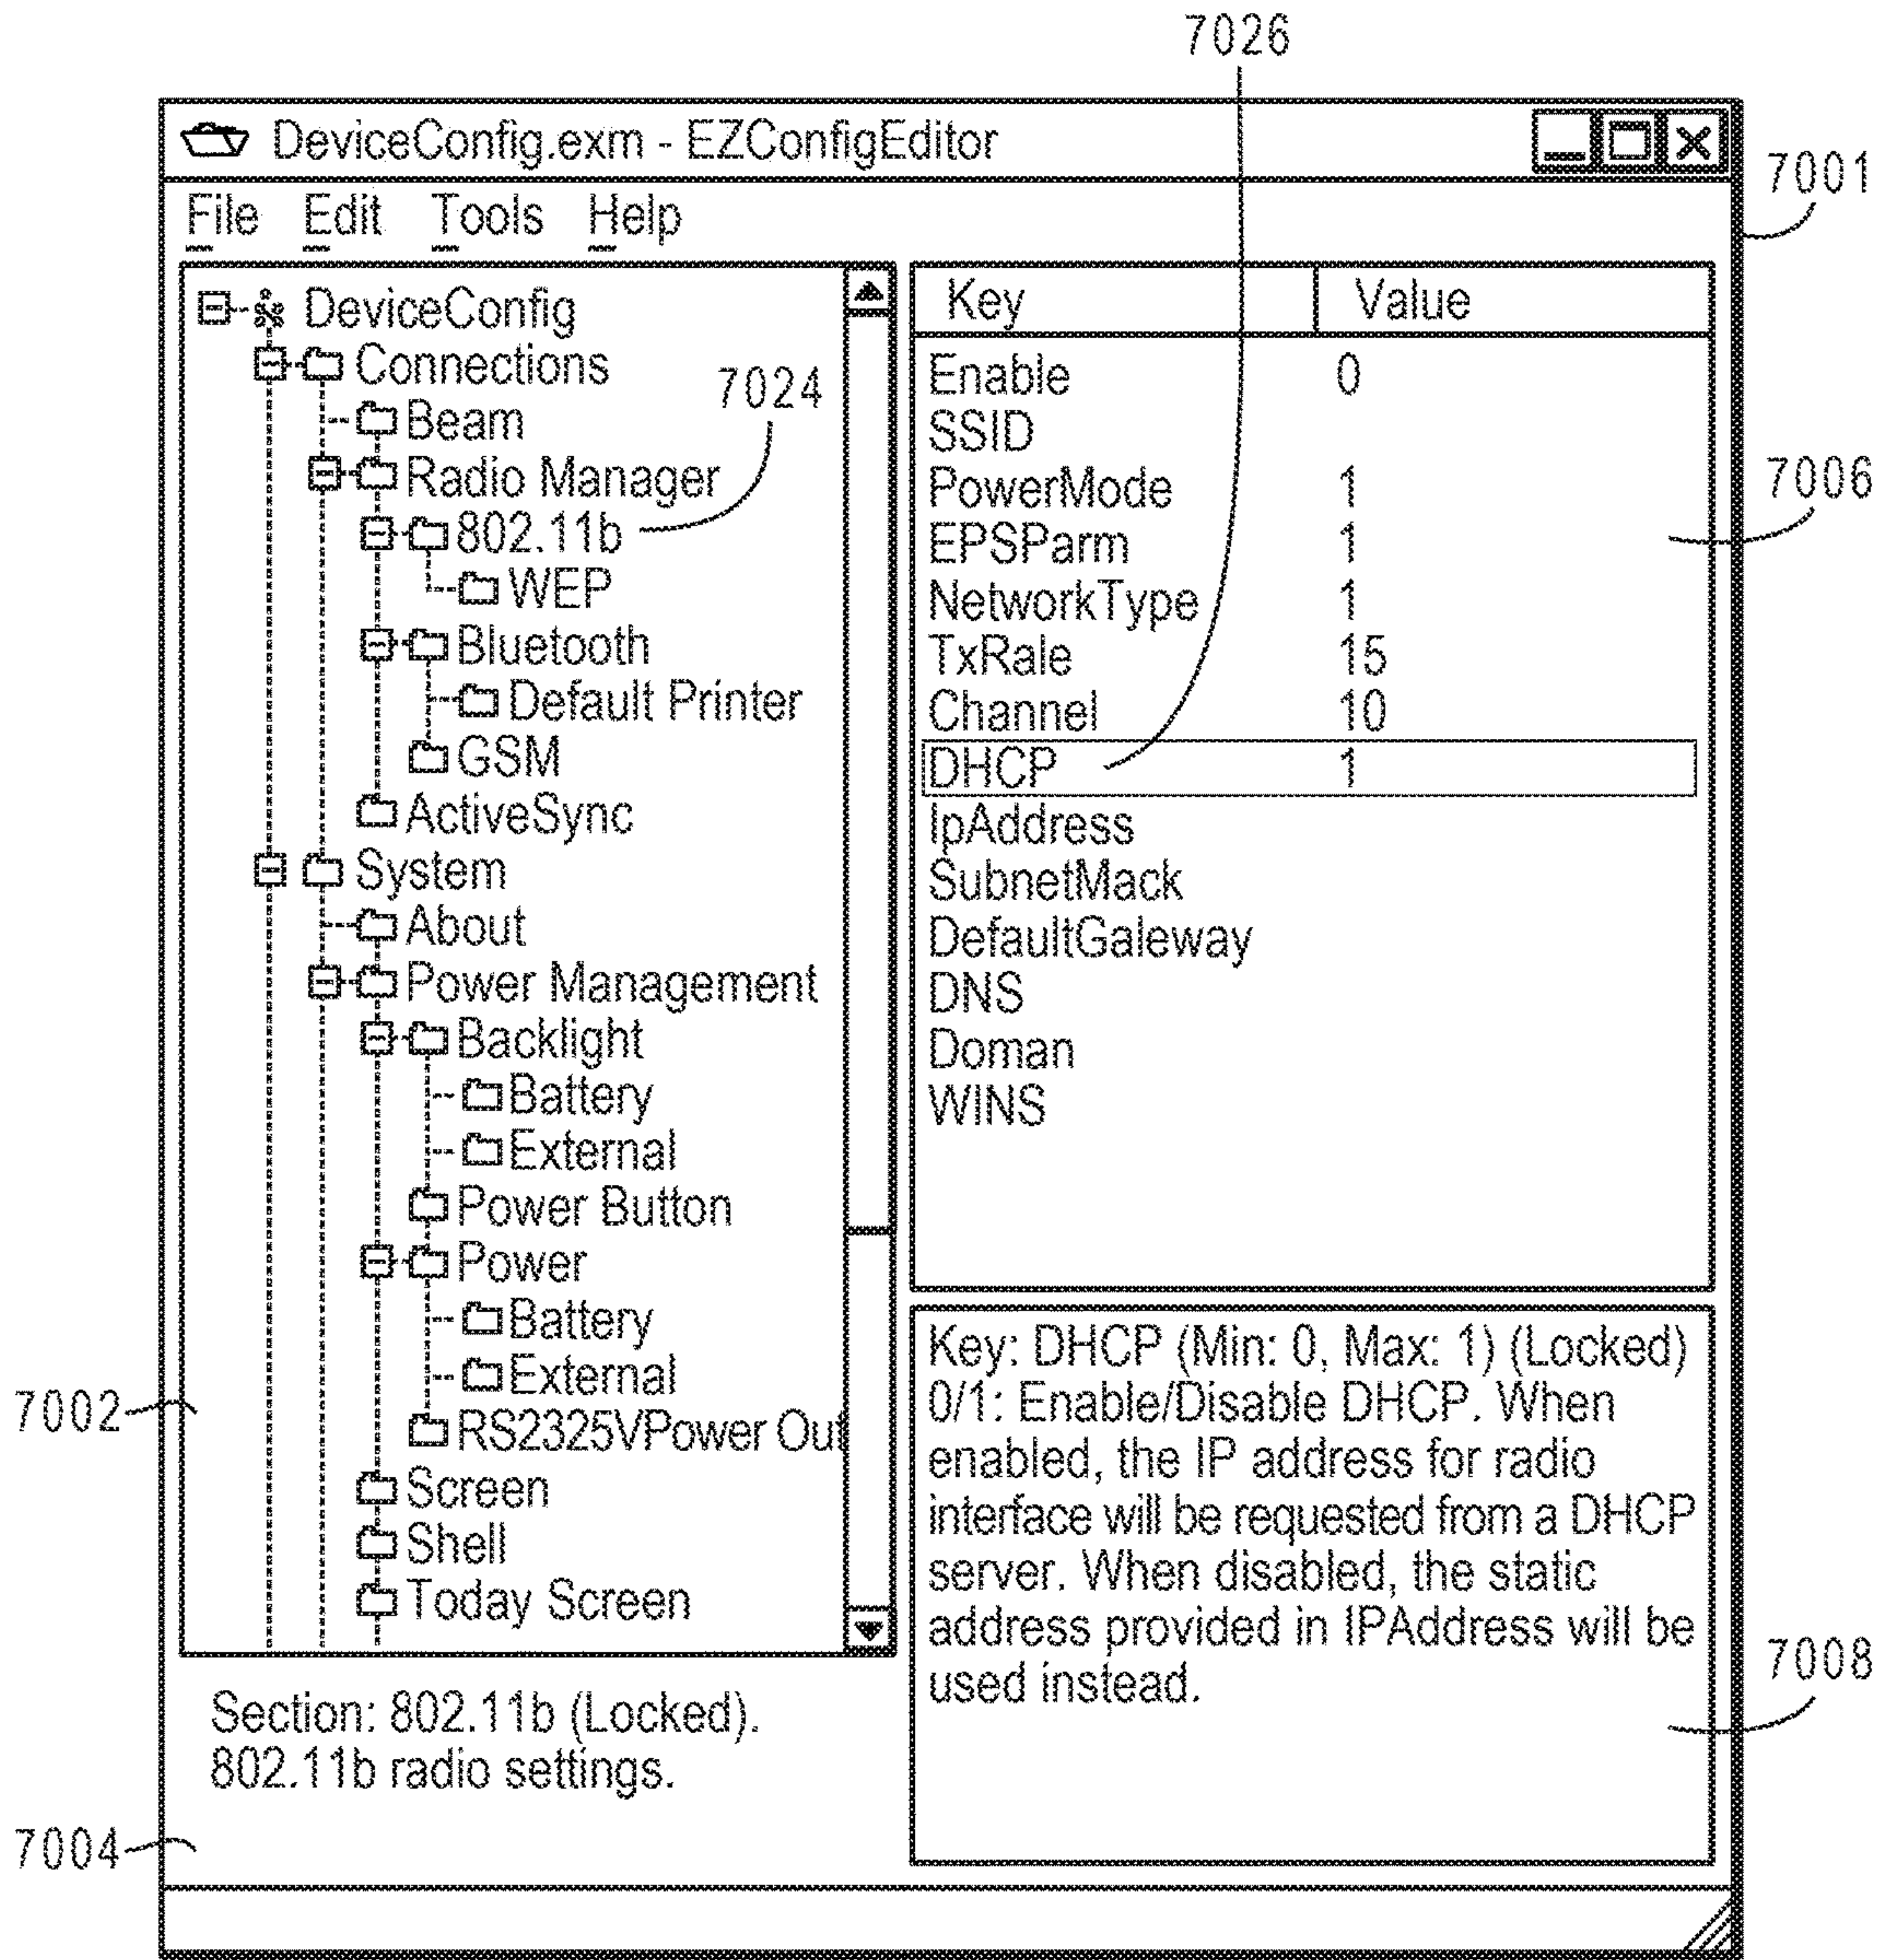 7026
DeviceConfig.exm - EZConfigEditor
7001
File Edit Tools Help
DeviceConfig
Connections
7024
Beam
Radio Manager
802.11b
WEP
Bluetooth
Default Printer
GSM
ActiveSync
System
About
Power Management
Backlight
Battery
External
Power Button
Power
Battery
External
7002
RS2325VPower Out
Screen
Shell
Today Screen
Section: 802.11b (Locked).
802.11b radio settings.
7004
Key Value
Enable 0
SSID
PowerMode 1
7006
EPSParm 1
NetworkType 1
TxRale 15
Channel 10
DHCP 1
IpAddress
SubnetMack
DefaultGaleway
DNS
Doman
WINS
Key: DHCP (Min: 0, Max: 1) (Locked)
0/1: Enable/Disable DHCP. When
enabled, the IP address for radio
interface will be requested from a DHCP
server. When disabled, the static
address provided in IPAddress will be
used instead.
7008